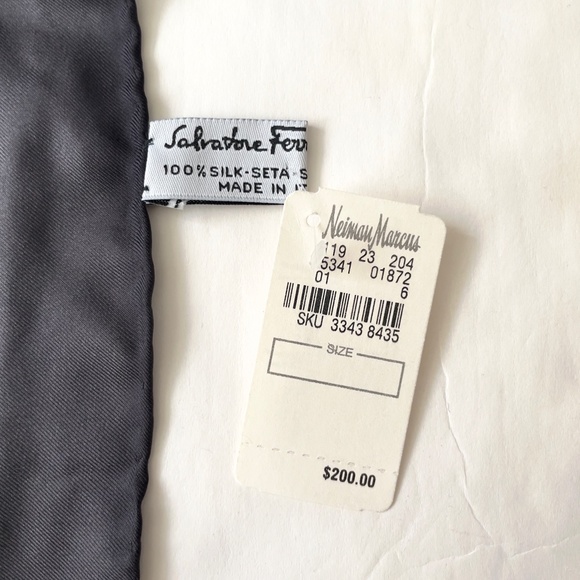 Salvatore Ferr
100% SILK-SETA-S
MADE IN IT
Neiman Marcus
119 23 204
5341 01872
01 6
SKU 3343 8435
SIZE
$200.00